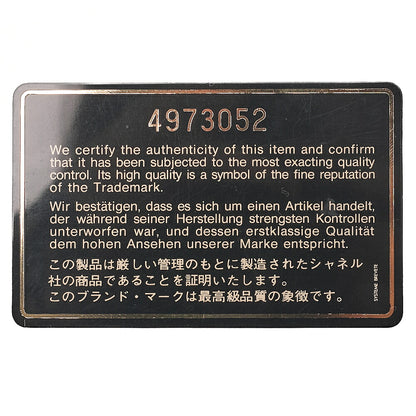 4973052
We certify the authenticity of this item and confirm
that it has been subjected to the most exacting quality
control. Its high quality is a symbol of the fine reputation
of the Trademark.
Wir bestätigen, dass es sich um einen Artikel handelt,
der während seiner Herstellung strengsten Kontrollen
unterworfen war, und dessen erstklassige Qualität
dem hohen Ansehen unserer Marke entspricht.
この製品は厳しい管理のもとに製造されたシャネル
社の商品であることを証明いたします。
このブランド・マークは最高級品質の象徴です。
SYSTEME BREVETE